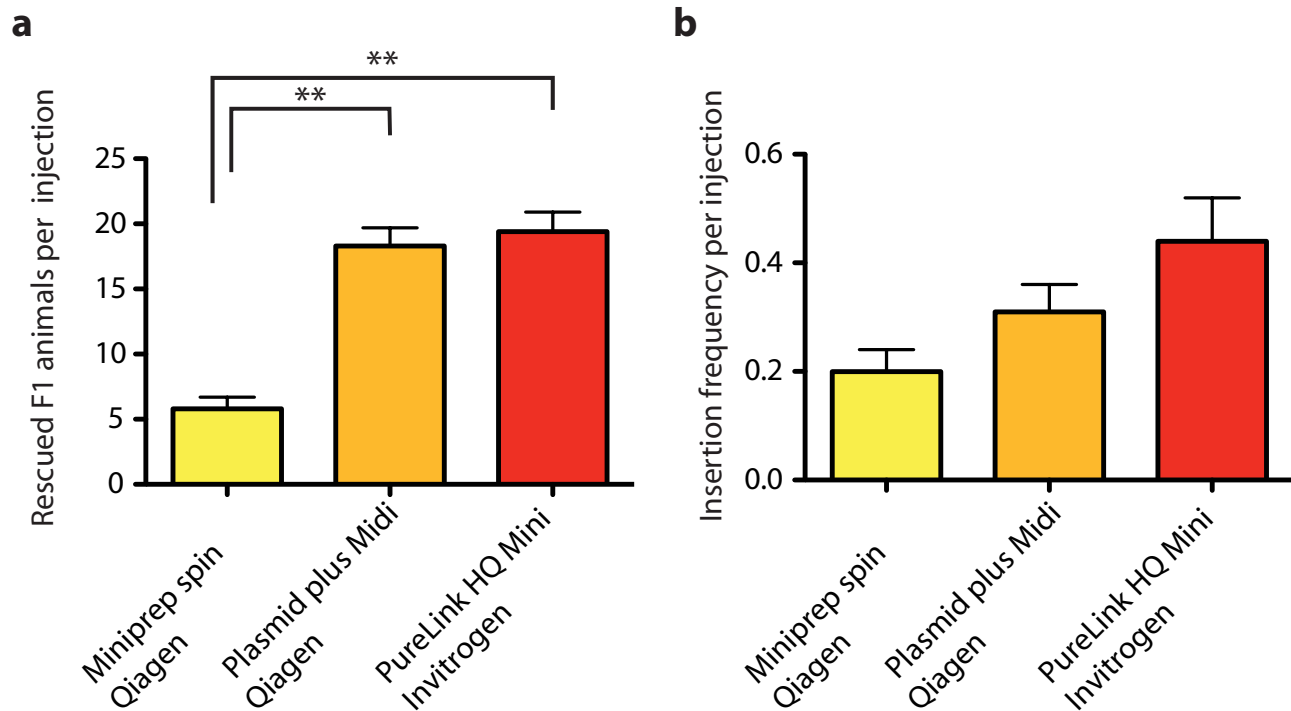 a
**
**
Rescued F1 animals per injection
25
20
15
10
5
0
Miniprep spin
Qiagen
Plasmid plus Midi
Qiagen
PureLink HQ Mini
Invitrogen
b
Insertion frequency per injection
0.6
0.4
0.2
0.0
Miniprep spin
Qiagen
Plasmid plus Midi
Qiagen
PureLink HQ Mini
Invitrogen